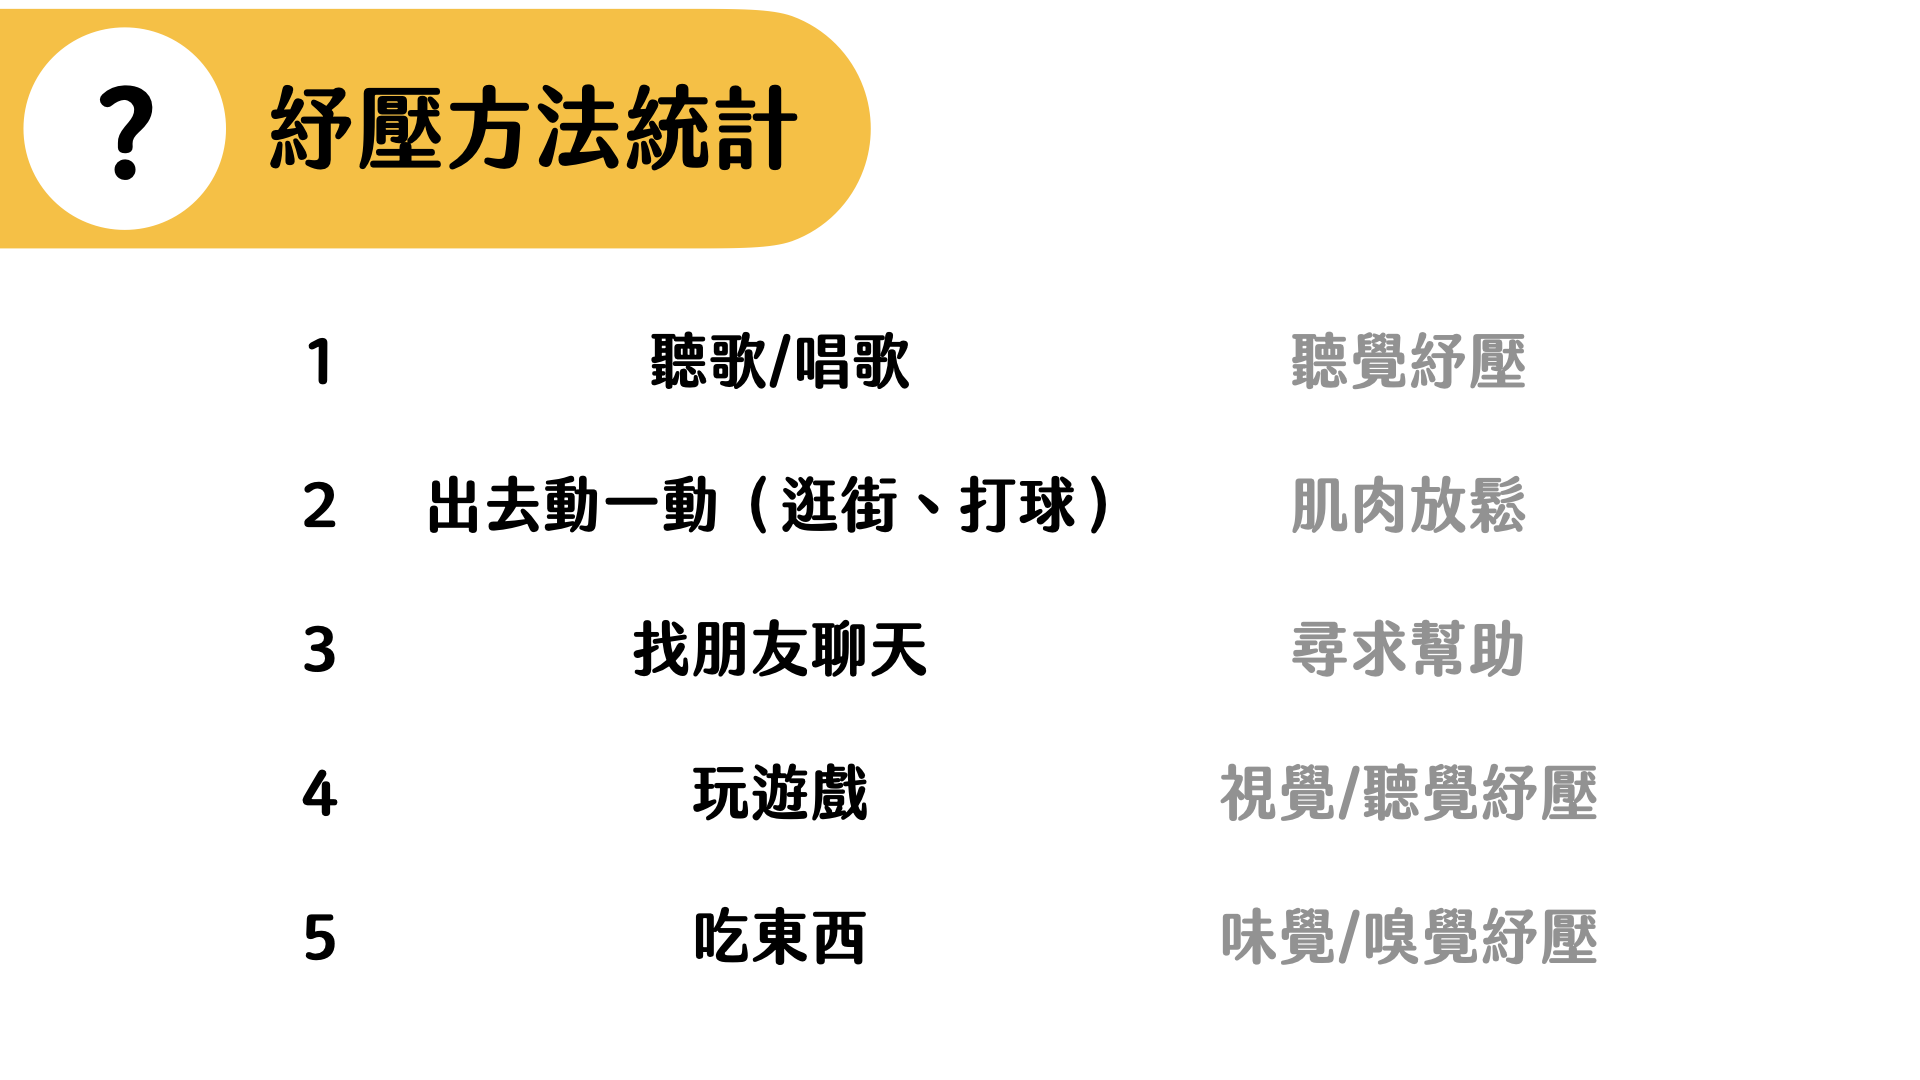 ?
紓壓方法統計
1 聽歌/唱歌 聽覺紓壓
2 出去動一動（逛街、打球） 肌肉放鬆
3 找朋友聊天 尋求幫助
4 玩遊戲 視覺/聽覺紓壓
5 吃東西 味覺/嗅覺紓壓